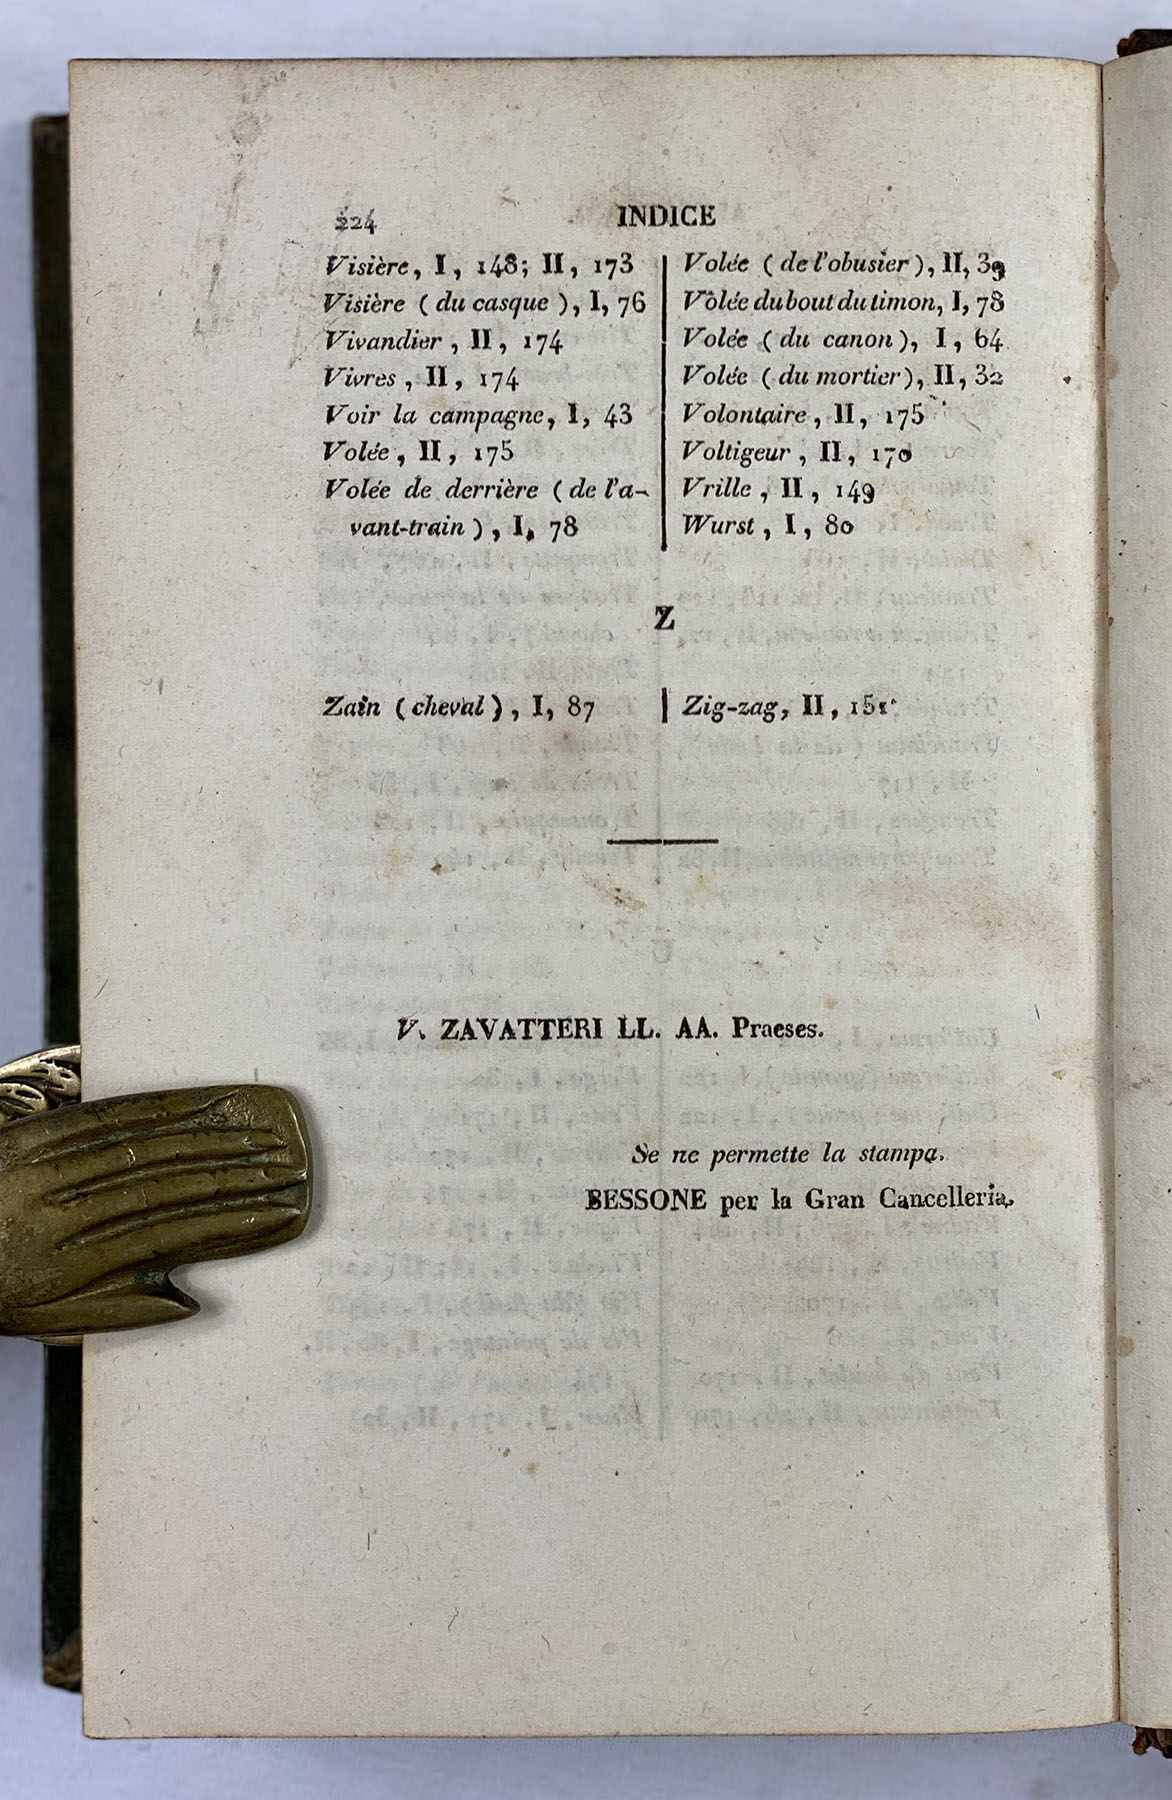 224 INDICE
Visière, I, 148; II, 173
Visière (du casque), I, 76
Vivandier, II, 174
Vivres, II, 174
Voir la campagne, I, 43
Volée, II, 175
Volée de derrière (de l'a-
vant-train), I, 78
Volée (de l'obusier), II, 39
Volée du bout du timon, I, 78
Volée (du canon), I, 64
Volée (du mortier), II, 32
Volontaire, II, 175
Voltigeur, II, 170
Vrille, II, 149
Wurst, I, 80
Z
Zain (cheval), I, 87
Zig-zag, II, 151
V. ZAVATTERI LL. AA. Praeses.
Se ne permette la stampa.
BESSONE per la Gran Cancelleria.